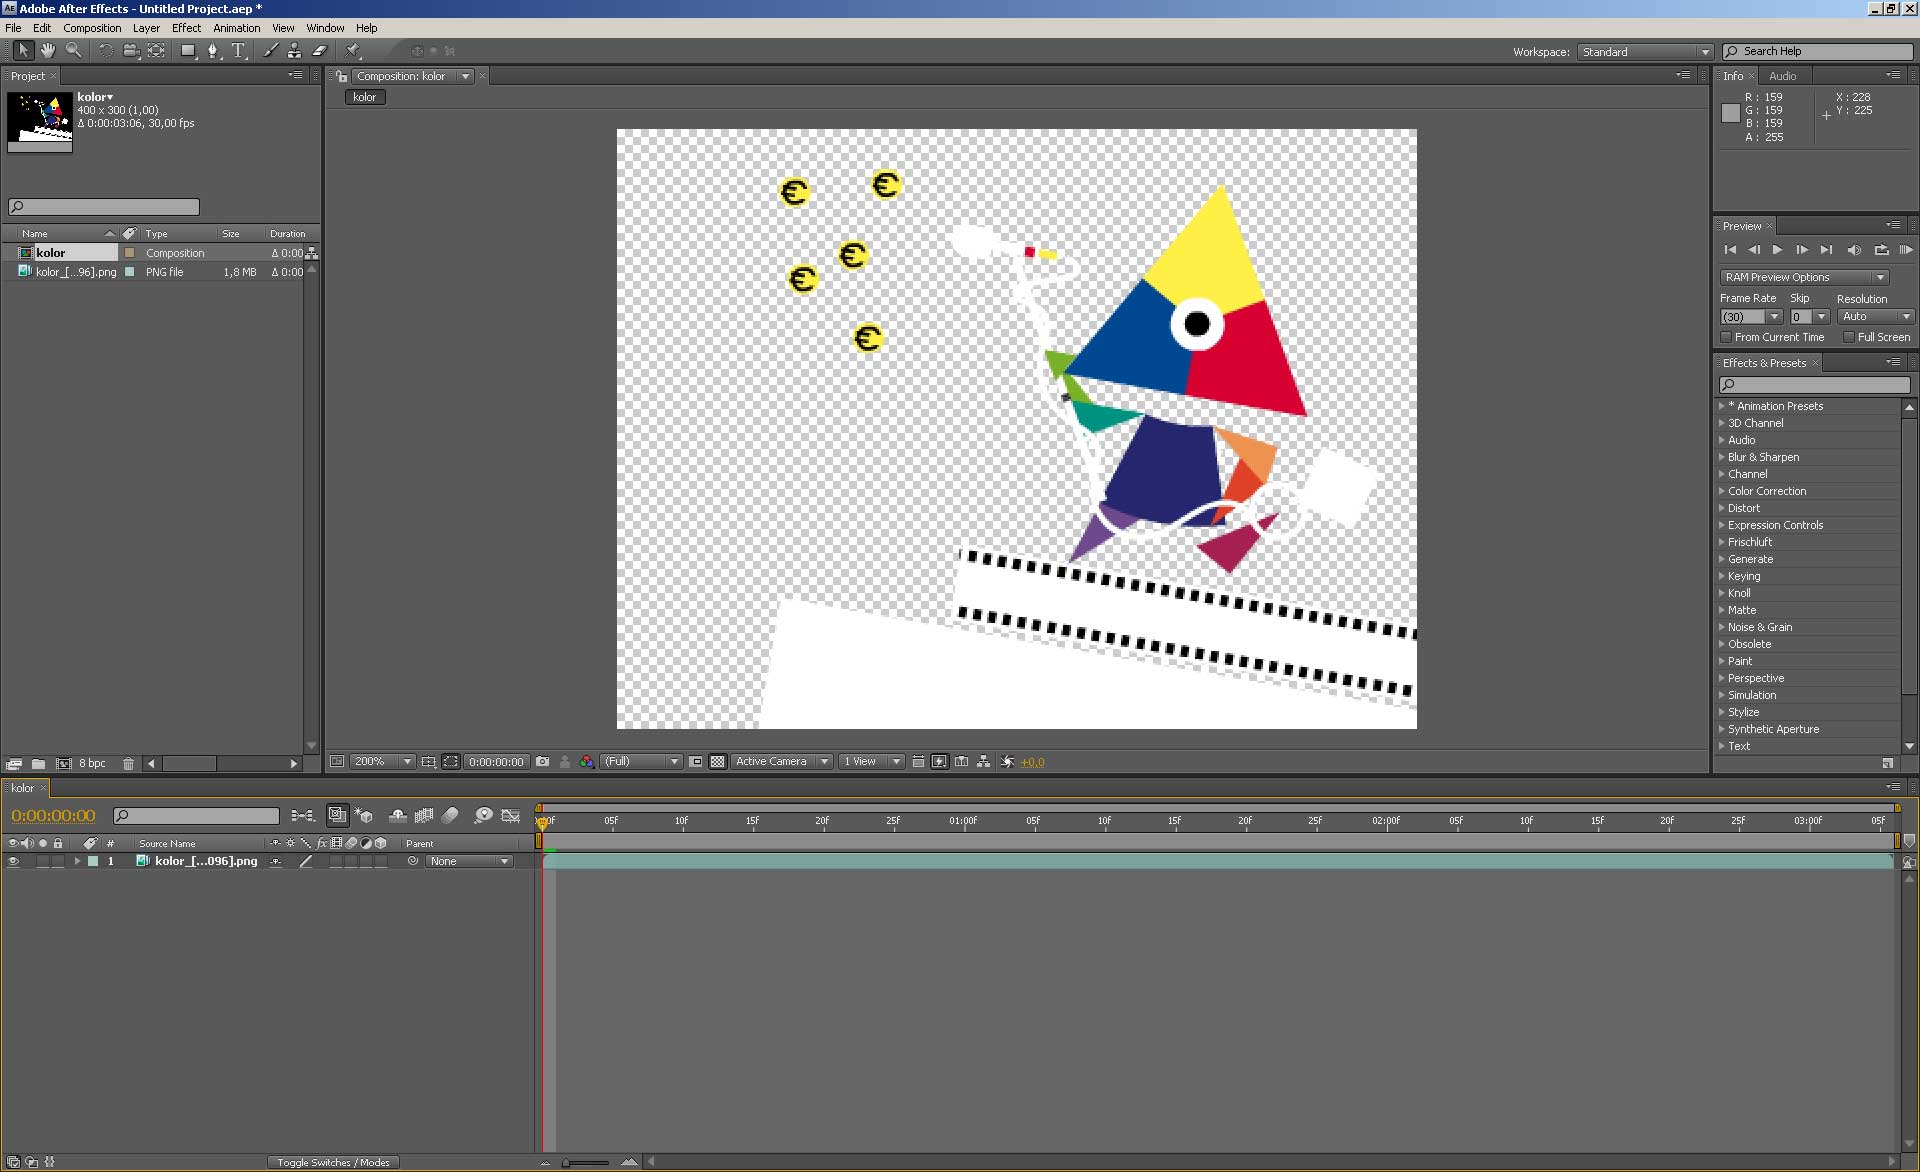 Adobe After Effects - Untitled Project.aep *
File Edit Composition Layer Effect Animation View Window Help
Workspace: Standard Search Help
Project
Composition: kolor
Info Audio
kolor
400 x 300 (1,00)
Δ 0:00:03:06, 30,00 fps
kolor
R : 159
G : 159
B : 159
A : 255
X : 228
Y : 225
Name Type Size Duration
kolor Composition Δ 0:00
kolor_[...96].png PNG file 1,8 MB Δ 0:00
€
€
€
€
€
Preview
RAM Preview Options
Frame Rate Skip Resolution
(30) 0 Auto
From Current Time Full Screen
Effects & Presets
* Animation Presets
3D Channel
Audio
Blur & Sharpen
Channel
Color Correction
Distort
Expression Controls
Frischluft
Generate
Keying
Knoll
Matte
Noise & Grain
Obsolete
Paint
Perspective
Simulation
Stylize
Synthetic Aperture
Text
8 bpc
200% 0:00:00:00 (Full) Active Camera 1 View +0,0
kolor
0:00:00:00
05f 10f 15f 20f 25f 01:00f 05f 10f 15f 20f 25f 02:00f 05f 10f 15f 20f 25f 03:00f 05f
# Source Name fx Parent
1 kolor_[...096].png None
Toggle Switches / Modes